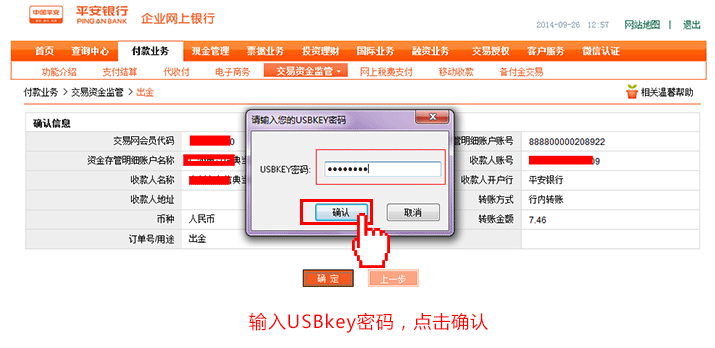 中国平安 平安银行 企业网上银行
PINGAN PING AN BANK
2014-09-26 12:57 网站地图 | 退出
首页 查询中心 付款业务 现金管理 票据业务 投资理财 国际业务 融资业务 交易授权 客户服务 微信认证
功能介绍 支付结算 代收付 电子商务 交易资金监管 网上税费支付 移动收款 备付金交易
付款业务 > 交易资金监管 > 出金 相关温馨帮助
确认信息
请输入您的USBKEY密码
交易网会员代码 0 管明细账户账号 888800000208922
USBKEY密码: ••••••••
资金存管明细账户名称 收款人账号 09
收款人名称 典当 收款人开户行 平安银行
收款人地址 转账方式 行内转账
确认 取消
币种 人民币 转账金额 7.46
订单号/用途 出金
确 定 上一步
输入USBkey密码，点击确认